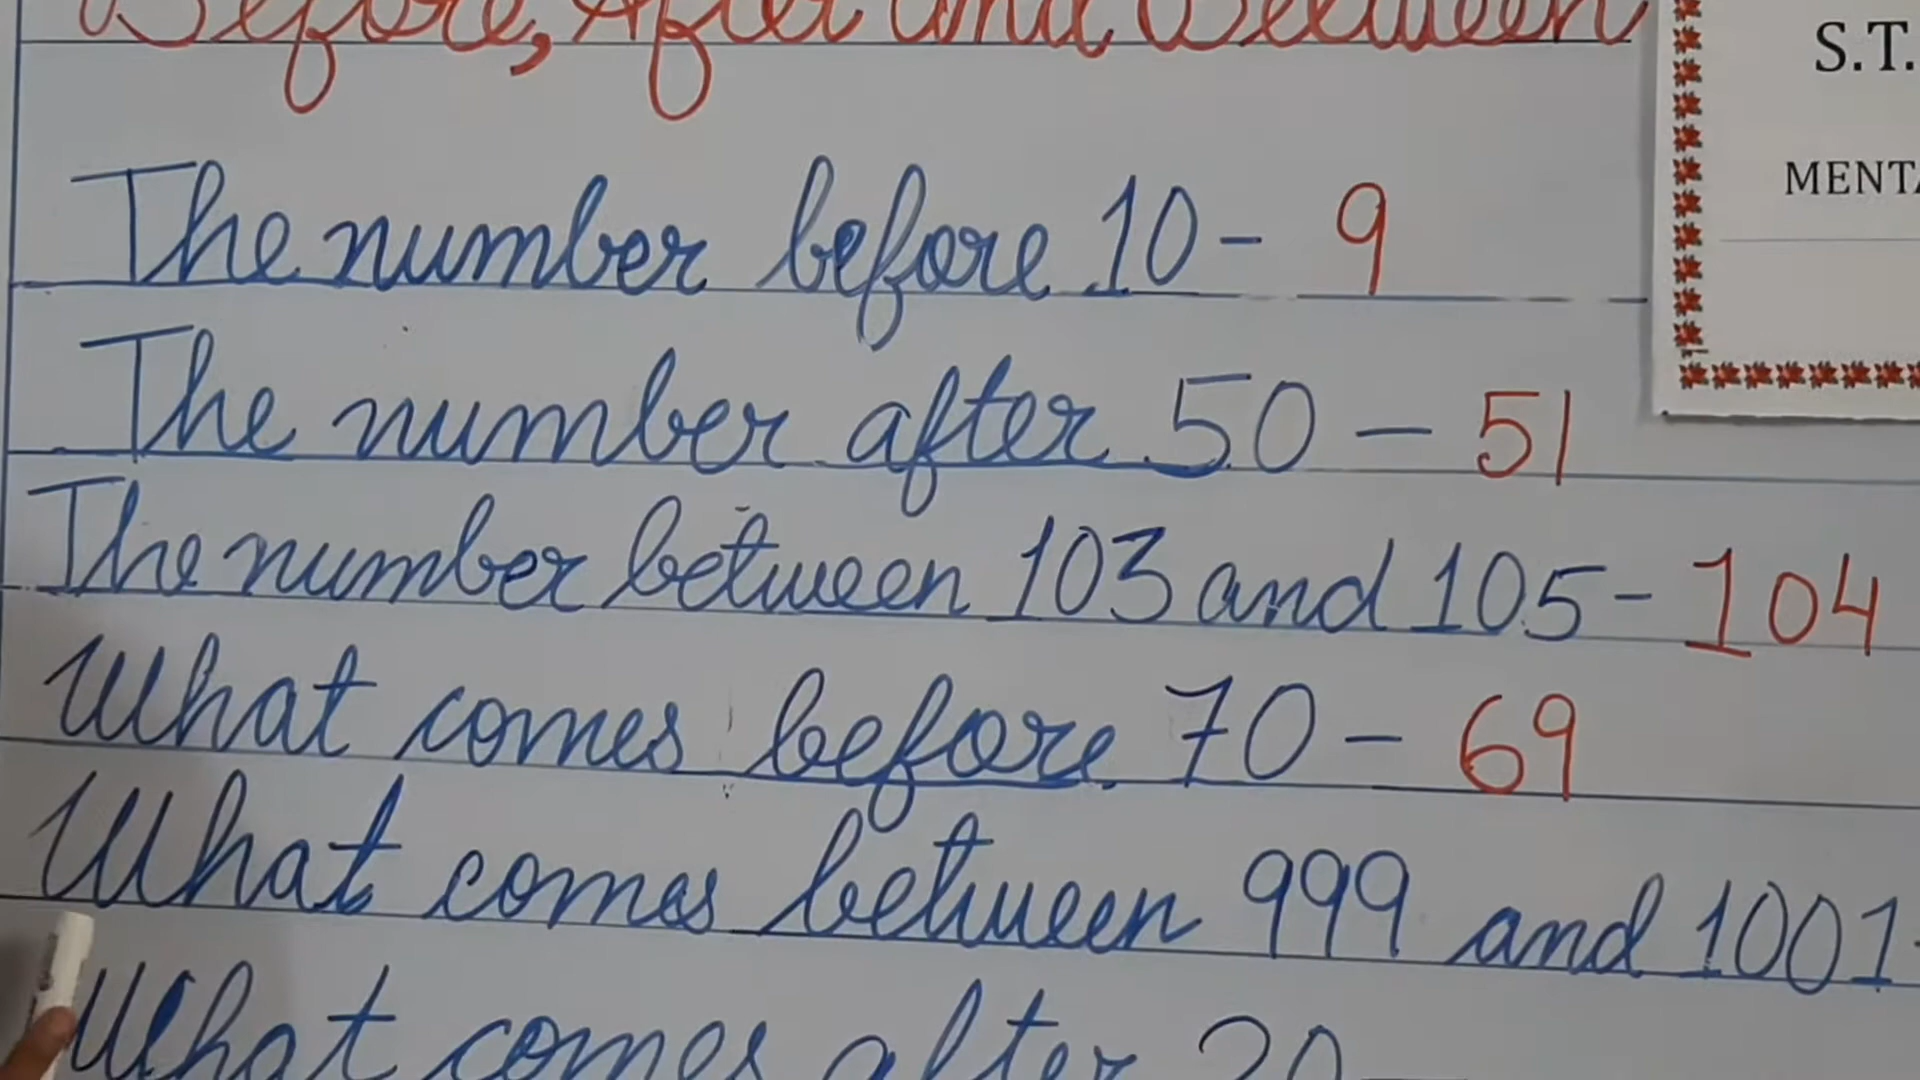 Before, After and Between
S.T.
MENTA
The number before 10 - 9
The number after 50 - 51
The number between 103 and 105 - 104
What comes before 70 - 69
What comes between 999 and 1001 -
What comes after